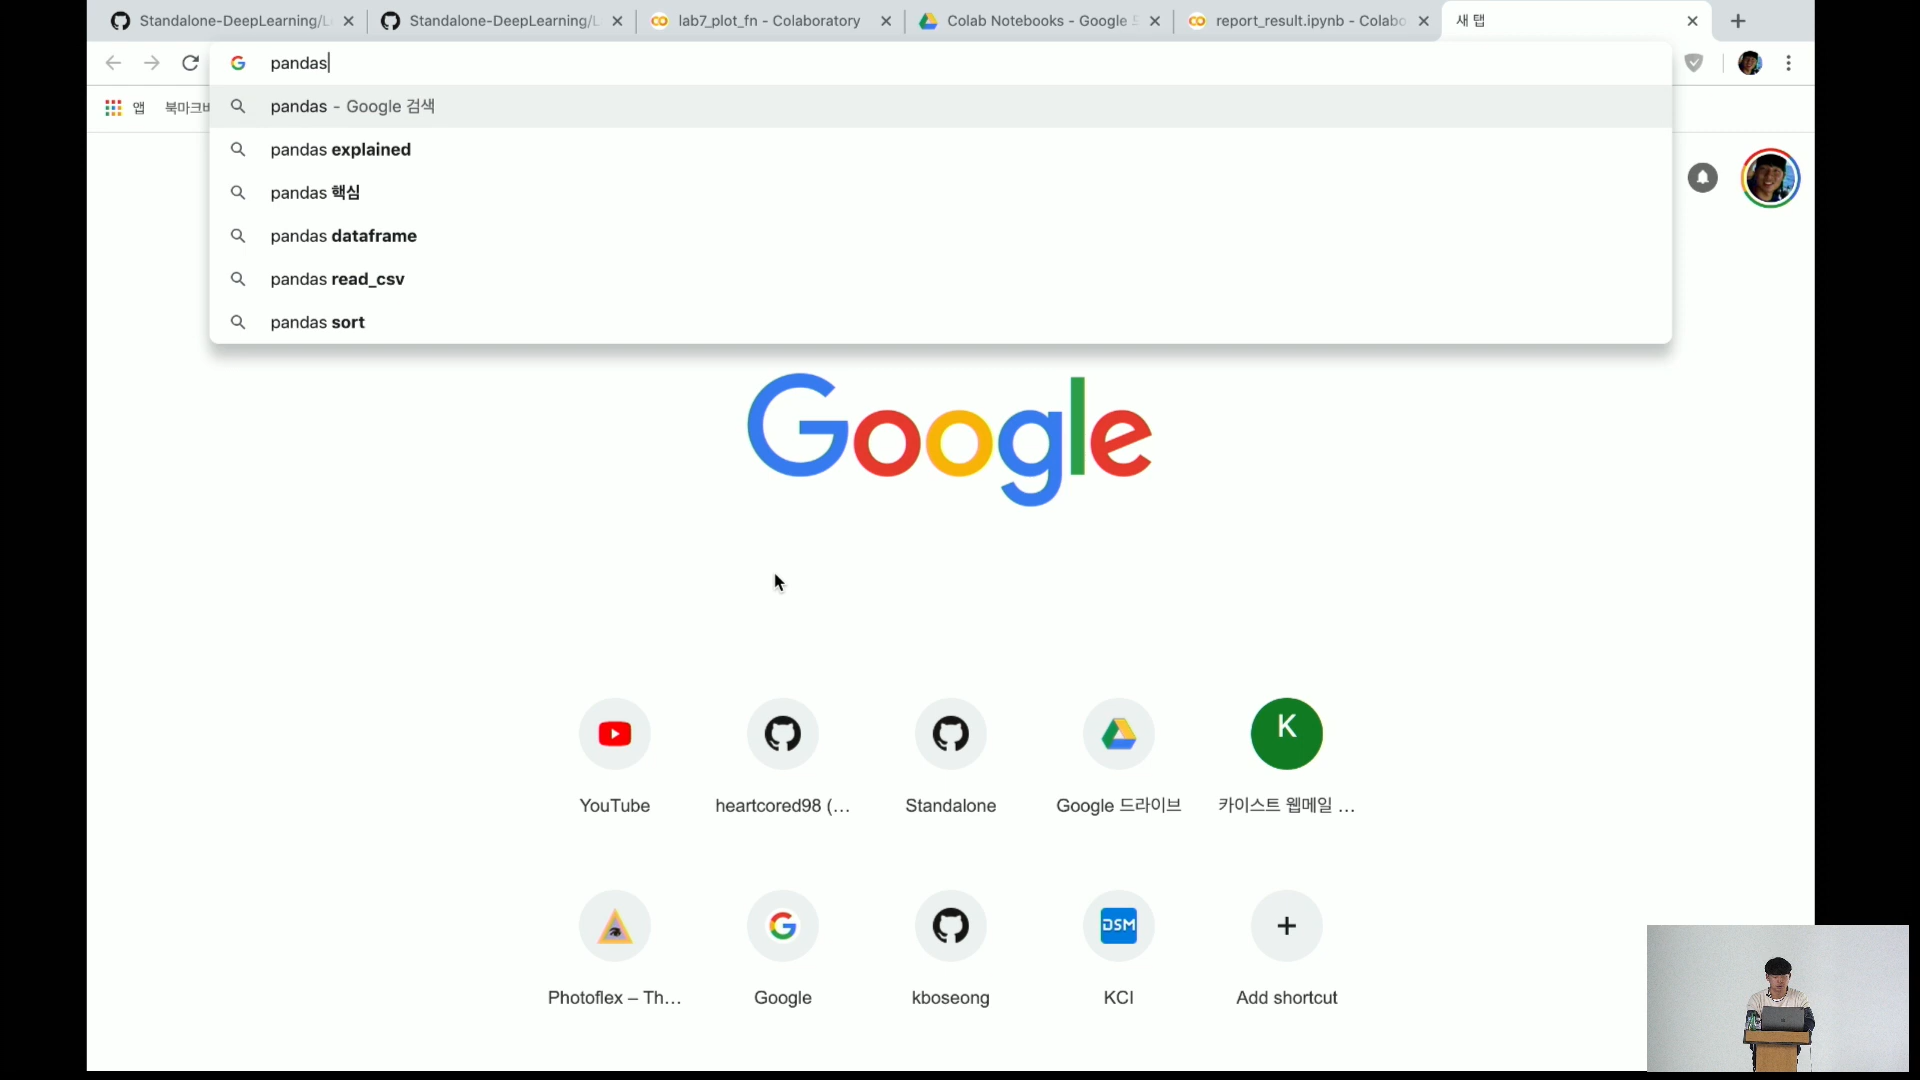 Standalone-DeepLearning/L
Standalone-DeepLearning/L
lab7_plot_fn - Colaboratory
Colab Notebooks - Google
report_result.ipynb - Colabo
새 탭
pandas
앱
북마크바
pandas - Google 검색
pandas explained
pandas 핵심
pandas dataframe
pandas read_csv
pandas sort
Google
YouTube
heartcored98 (...
Standalone
Google 드라이브
K
카이스트 웹메일 ...
Photoflex – Th...
Google
kboseong
DSM
KCI
Add shortcut